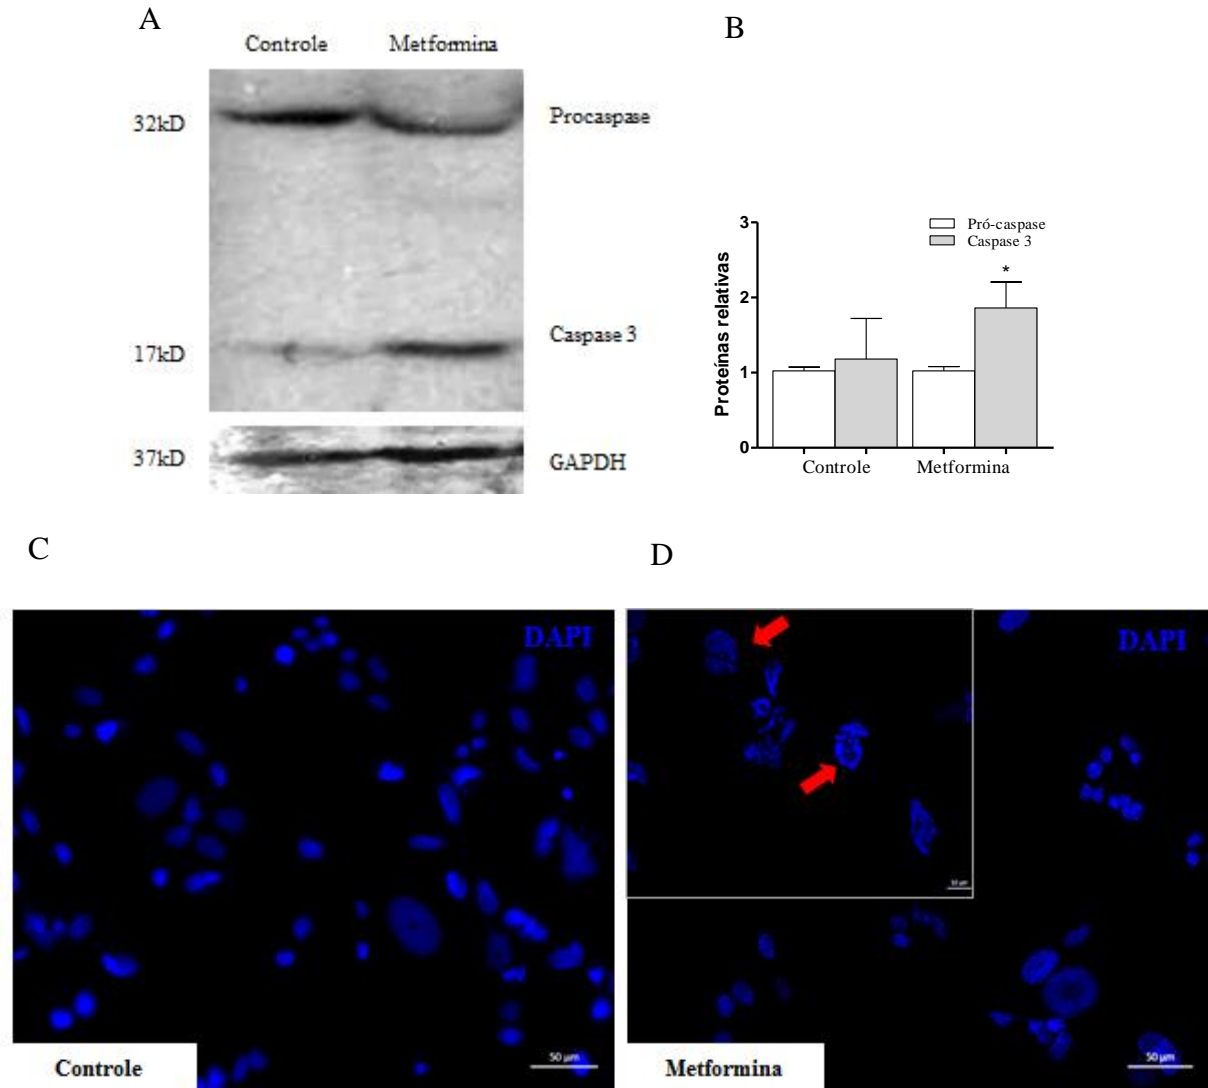 A
Controle Metformina
32kD
Procaspase
17kD
Caspase 3
37kD
GAPDH
B
Proteínas relativas
3
2
1
0
Pró-caspase
Caspase 3
*
Controle Metformina
C
DAPI
50 µm
Controle
D
DAPI
50 µm
Metformina